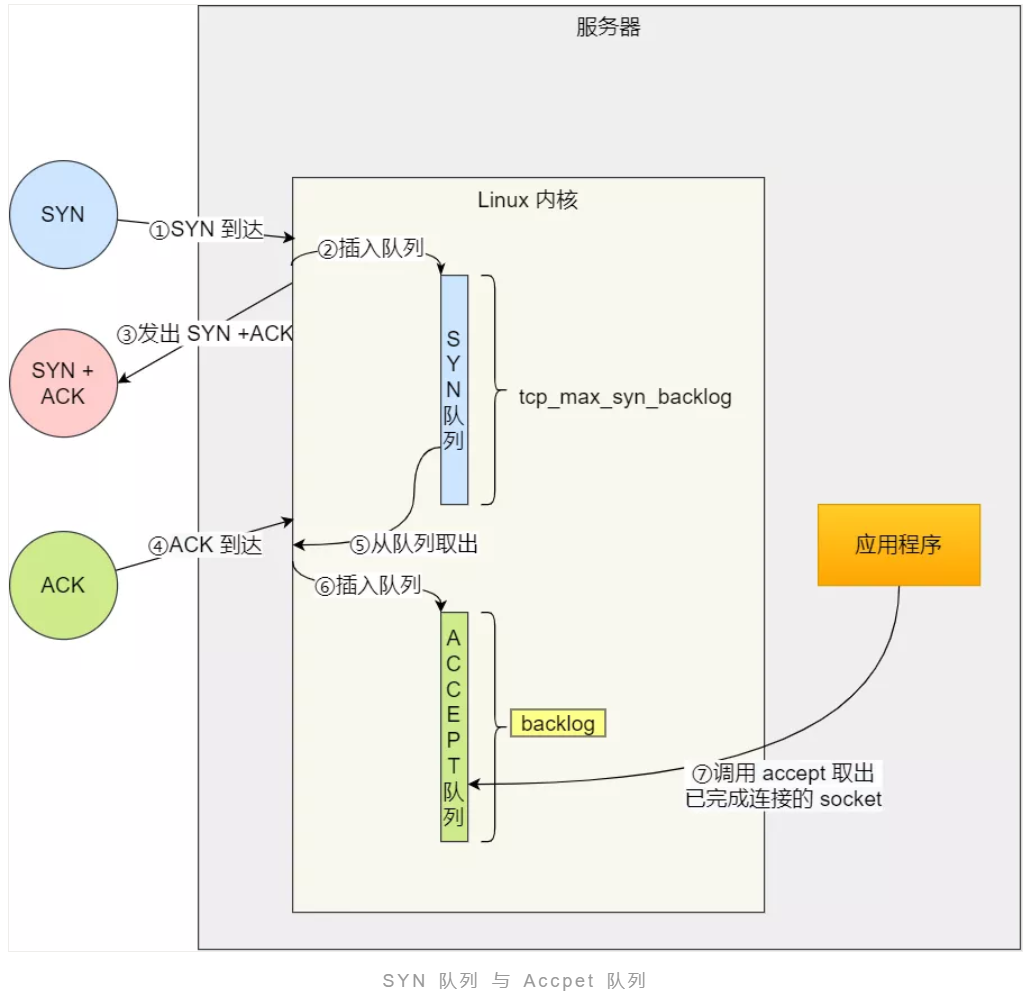 服务器
Linux 内核
SYN
①SYN 到达
②插入队列
③发出 SYN +ACK
SYN +
ACK
SYN队列
tcp_max_syn_backlog
④ACK 到达
⑤从队列取出
ACK
⑥插入队列
ACCEPT队列
backlog
应用程序
⑦调用 accept 取出
已完成连接的 socket
SYN 队列 与 Accpet 队列